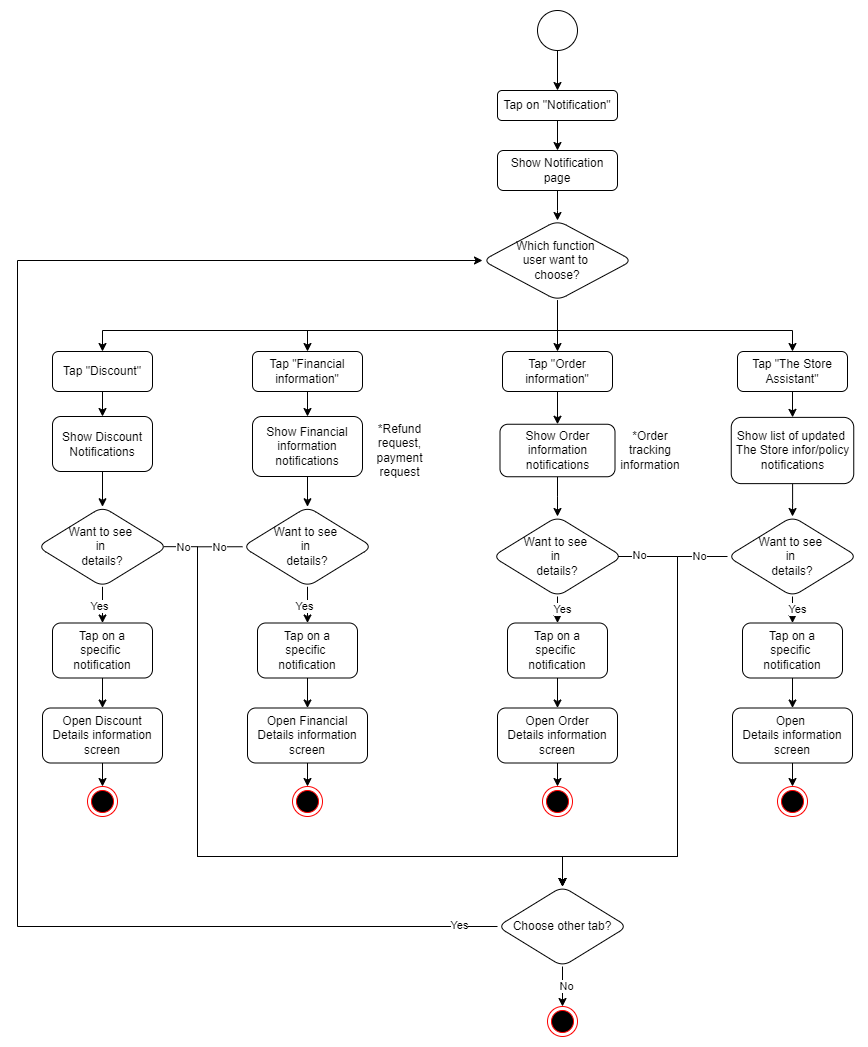 Tap on "Notification"
Show Notification
page
Which function
user want to
choose?
Tap "Discount"
Tap "Financial
information"
Tap "Order
information"
Tap "The Store
Assistant"
Show Discount
Notifications
Show Financial
information
notifications
*Refund
request,
payment
request
Show Order
information
notifications
*Order
tracking
information
Show list of updated
The Store infor/policy
notifications
Want to see
in
details?
No
No
Want to see
in
details?
Want to see
in
details?
No
No
Want to see
in
details?
Yes
Yes
Yes
Yes
Tap on a
specific
notification
Tap on a
specific
notification
Tap on a
specific
notification
Tap on a
specific
notification
Open Discount
Details information
screen
Open Financial
Details information
screen
Open Order
Details information
screen
Open
Details information
screen
Yes
Choose other tab?
No